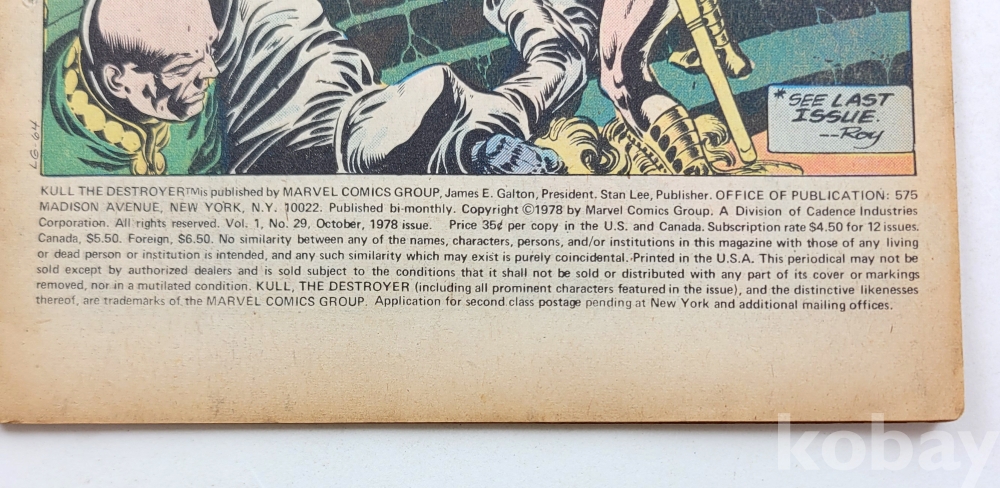 *SEE LAST
ISSUE.
--Roy
LG-64
KULL THE DESTROYER™is published by MARVEL COMICS GROUP, James E. Galton, President. Stan Lee, Publisher. OFFICE OF PUBLICATION: 575
MADISON AVENUE, NEW YORK, N.Y. 10022. Published bi-monthly. Copyright ©1978 by Marvel Comics Group. A Division of Cadence Industries
Corporation. All rights reserved. Vol. 1, No. 29, October, 1978 issue. Price 35¢ per copy in the U.S. and Canada. Subscription rate $4.50 for 12 issues.
Canada, $5.50. Foreign, $6.50. No similarity between any of the names, characters, persons, and/or institutions in this magazine with those of any living
or dead person or institution is intended, and any such similarity which may exist is purely coincidental. Printed in the U.S.A. This periodical may not be
sold except by authorized dealers and is sold subject to the conditions that it shall not be sold or distributed with any part of its cover or markings
removed, nor in a mutilated condition. KULL, THE DESTROYER (including all prominent characters featured in the issue), and the distinctive likenesses
thereof, are trademarks of the MARVEL COMICS GROUP. Application for second class postage pending at New York and additional mailing offices.
kobay